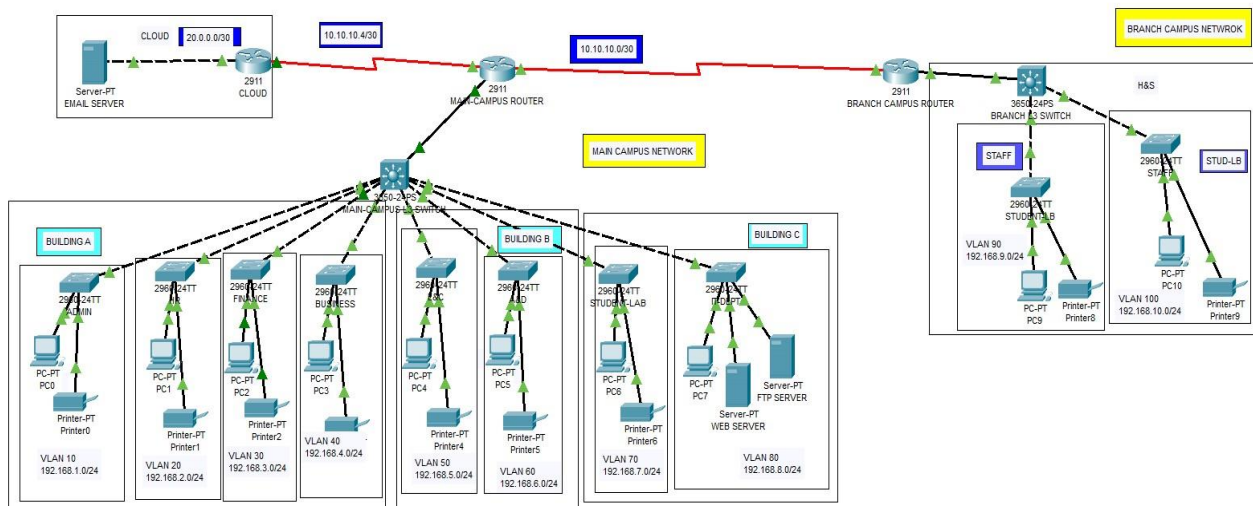 CLOUD
20.0.0.0/30
10.10.10.4/30
10.10.10.0/30
BRANCH CAMPUS NETWROK
Server-PT
EMAIL SERVER
2911
CLOUD
2911
MAIN-CAMPUS ROUTER
2911
BRANCH CAMPUS ROUTER
3650-24PS
BRANCH L3 SWITCH
H&S
MAIN CAMPUS NETWORK
3650-24PS
MAIN-CAMPUS L3 SWITCH
STAFF
2960-24TT
STUDENT-LB
2960-24TT
STAFF
STUD-LB
BUILDING A
BUILDING B
BUILDING C
2960-24TT
ADMIN
2960-24TT
HR
2960-24TT
FINANCE
2960-24TT
BUSINESS
2960-24TT
2960-24TT
2960-24TT
STUDENT-LAB
2960-24TT
IT-DEPT
VLAN 90
192.168.9.0/24
PC-PT
PC9
Printer-PT
Printer8
PC-PT
PC10
Printer-PT
Printer9
VLAN 100
192.168.10.0/24
PC-PT
PC0
PC-PT
PC1
PC-PT
PC2
PC-PT
PC3
PC-PT
PC4
PC-PT
PC5
PC-PT
PC6
PC-PT
PC7
Server-PT
WEB SERVER
Server-PT
FTP SERVER
Printer-PT
Printer0
Printer-PT
Printer1
Printer-PT
Printer2
Printer-PT
Printer3
Printer-PT
Printer4
Printer-PT
Printer5
Printer-PT
Printer6
VLAN 10
192.168.1.0/24
VLAN 20
192.168.2.0/24
VLAN 30
192.168.3.0/24
VLAN 40
192.168.4.0/24
VLAN 50
192.168.5.0/24
VLAN 60
192.168.6.0/24
VLAN 70
192.168.7.0/24
VLAN 80
192.168.8.0/24